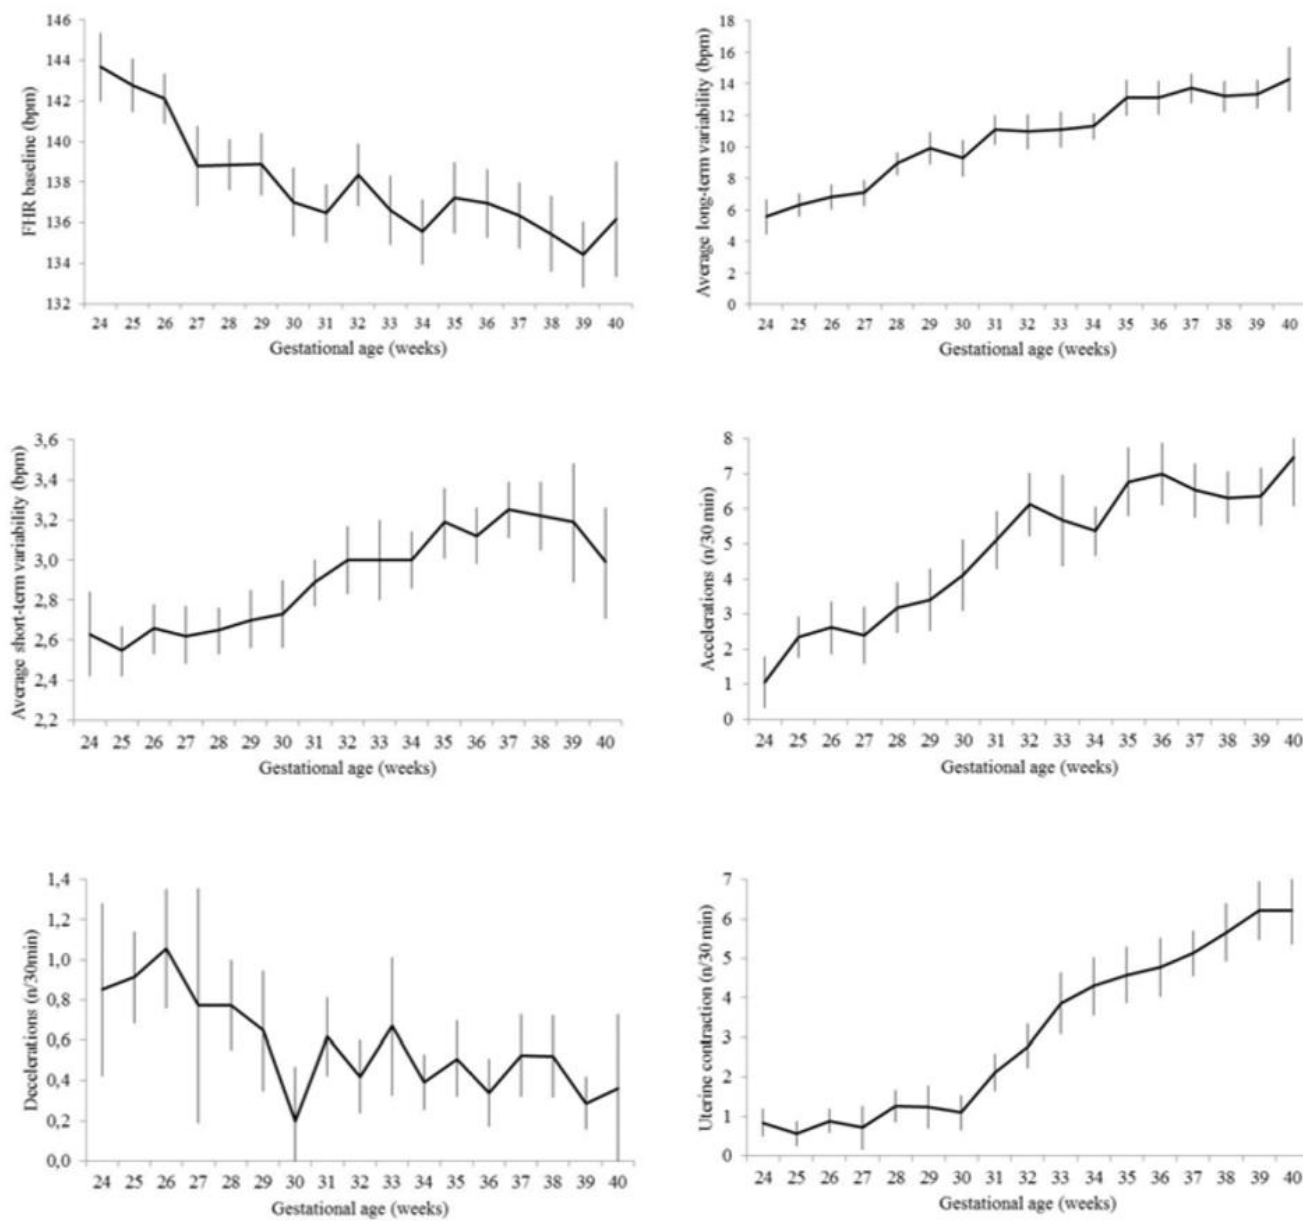 FHR baseline (bpm)
146
144
142
140
138
136
134
132
24 25 26 27 28 29 30 31 32 33 34 35 36 37 38 39 40
Gestational age (weeks)
Average long-term variability (bpm)
18
16
14
12
10
8
6
4
2
0
24 25 26 27 28 29 30 31 32 33 34 35 36 37 38 39 40
Gestational age (weeks)
Average short-term variability (bpm)
3,6
3,4
3,2
3,0
2,8
2,6
2,4
2,2
24 25 26 27 28 29 30 31 32 33 34 35 36 37 38 39 40
Gestational age (weeks)
Accelerations (n/30 min)
8
7
6
5
4
3
2
1
0
24 25 26 27 28 29 30 31 32 33 34 35 36 37 38 39 40
Gestational age (weeks)
Decelerations (n/30min)
1,4
1,2
1,0
0,8
0,6
0,4
0,2
0,0
24 25 26 27 28 29 30 31 32 33 34 35 36 37 38 39 40
Gestational age (weeks)
Uterine contraction (n/30 min)
7
6
5
4
3
2
1
0
24 25 26 27 28 29 30 31 32 33 34 35 36 37 38 39 40
Gestational age (weeks)